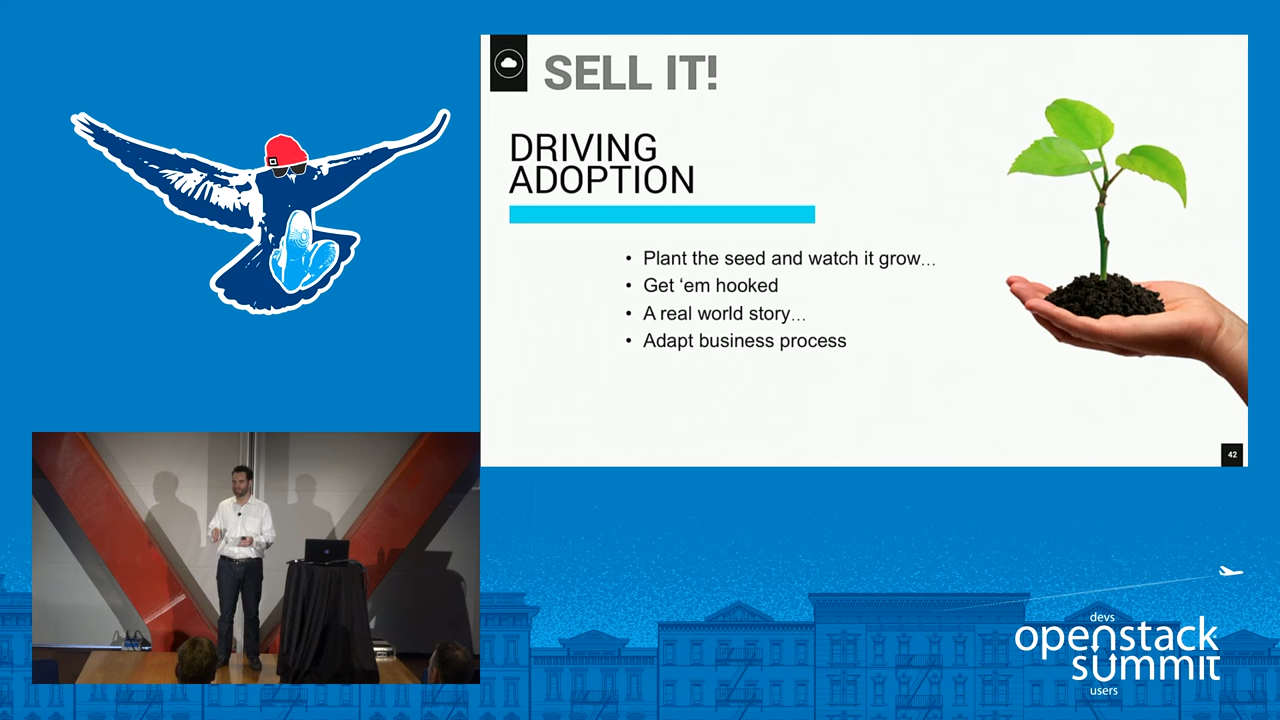 SELL IT!
DRIVING
ADOPTION
• Plant the seed and watch it grow...
• Get ‘em hooked
• A real world story...
• Adapt business process
42
devs
openstack
summit
users